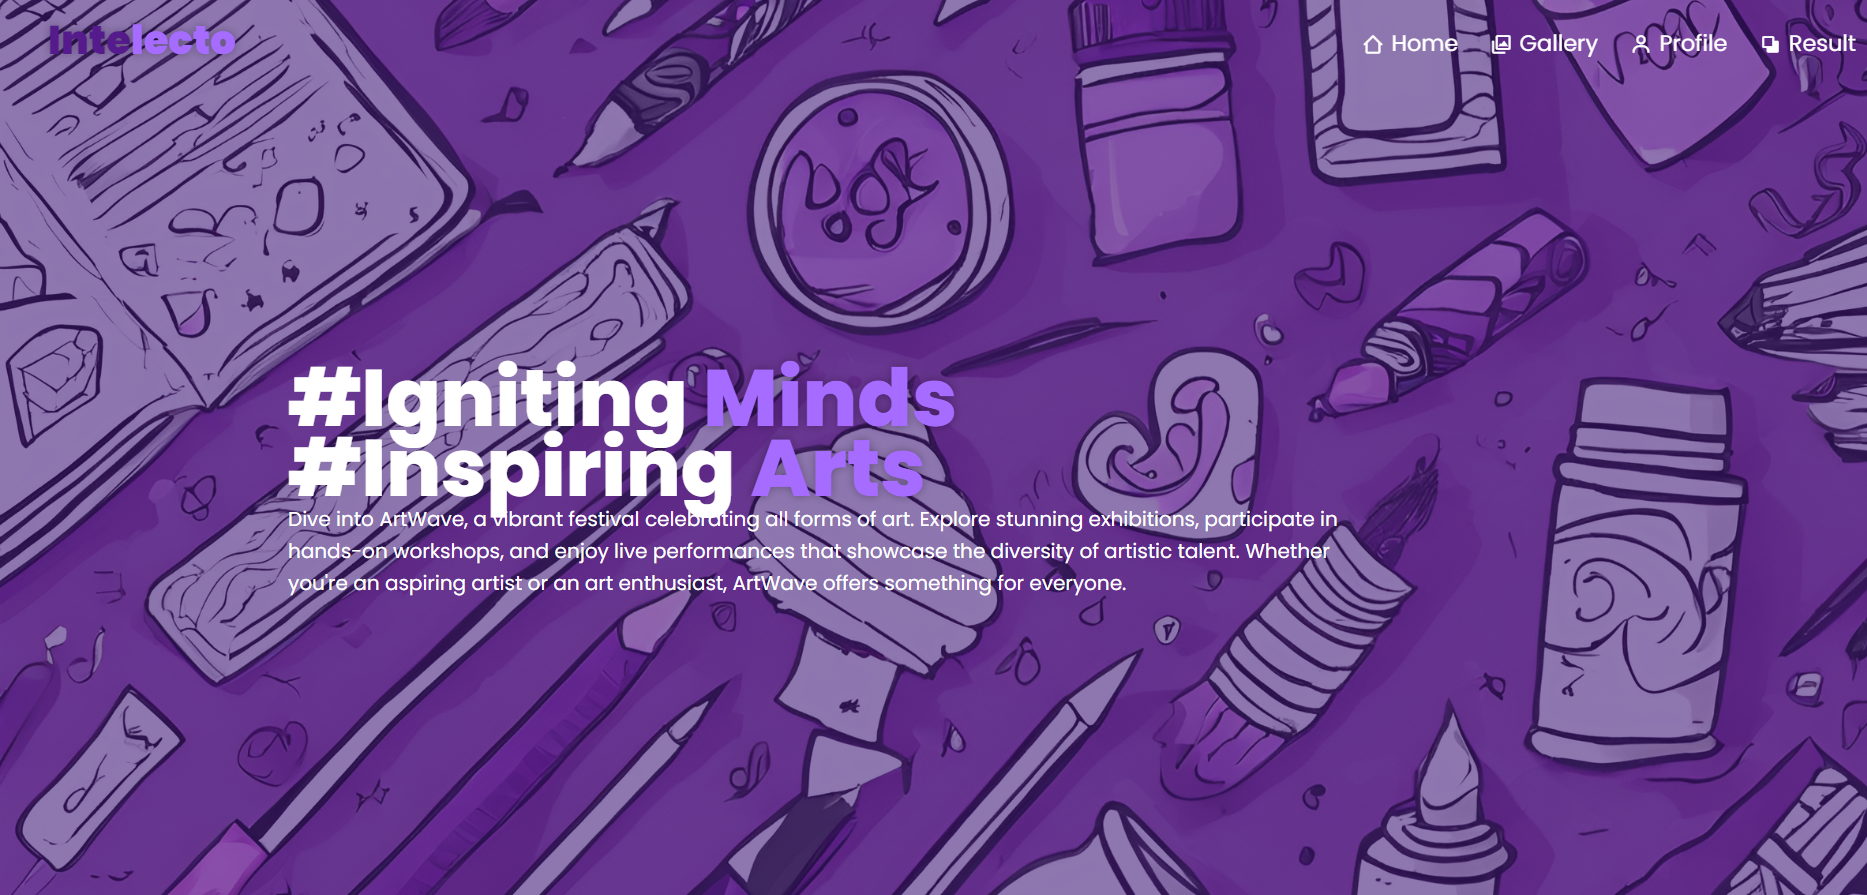 Intelecto
Home Gallery Profile Result
#Igniting Minds
#Inspiring Arts
Dive into ArtWave, a vibrant festival celebrating all forms of art. Explore stunning exhibitions, participate in
hands-on workshops, and enjoy live performances that showcase the diversity of artistic talent. Whether
you're an aspiring artist or an art enthusiast, ArtWave offers something for everyone.